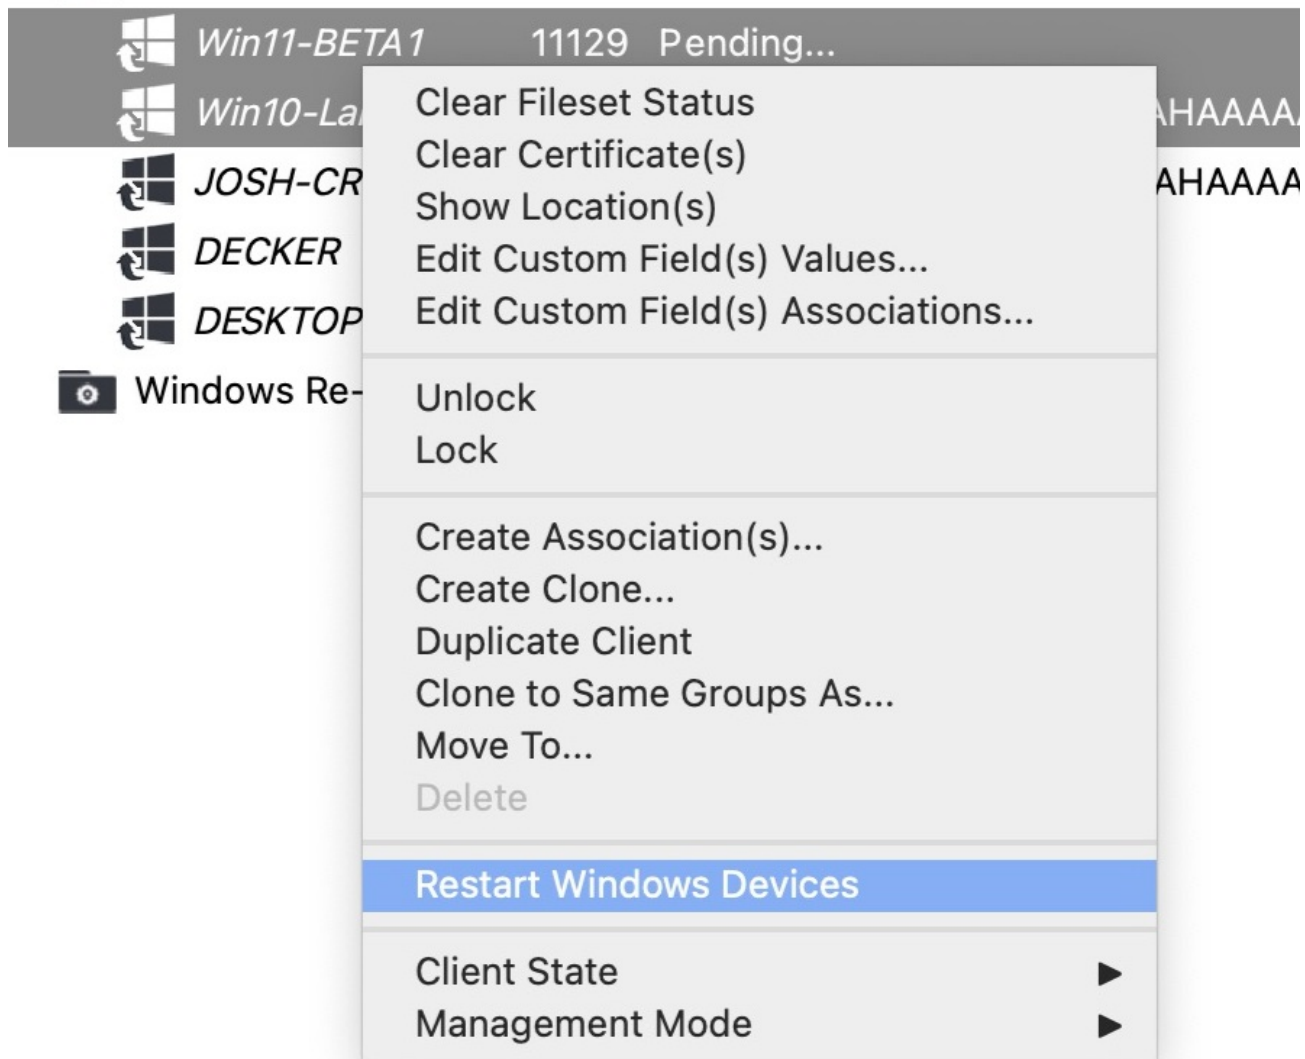 Win11-BETA1 11129 Pending...
Win10-La AHAAAA
JOSH-CR AHAAAA
DECKER
DESKTOP
Windows Re-
Clear Fileset Status
Clear Certificate(s)
Show Location(s)
Edit Custom Field(s) Values...
Edit Custom Field(s) Associations...
Unlock
Lock
Create Association(s)...
Create Clone...
Duplicate Client
Clone to Same Groups As...
Move To...
Delete
Restart Windows Devices
Client State
Management Mode